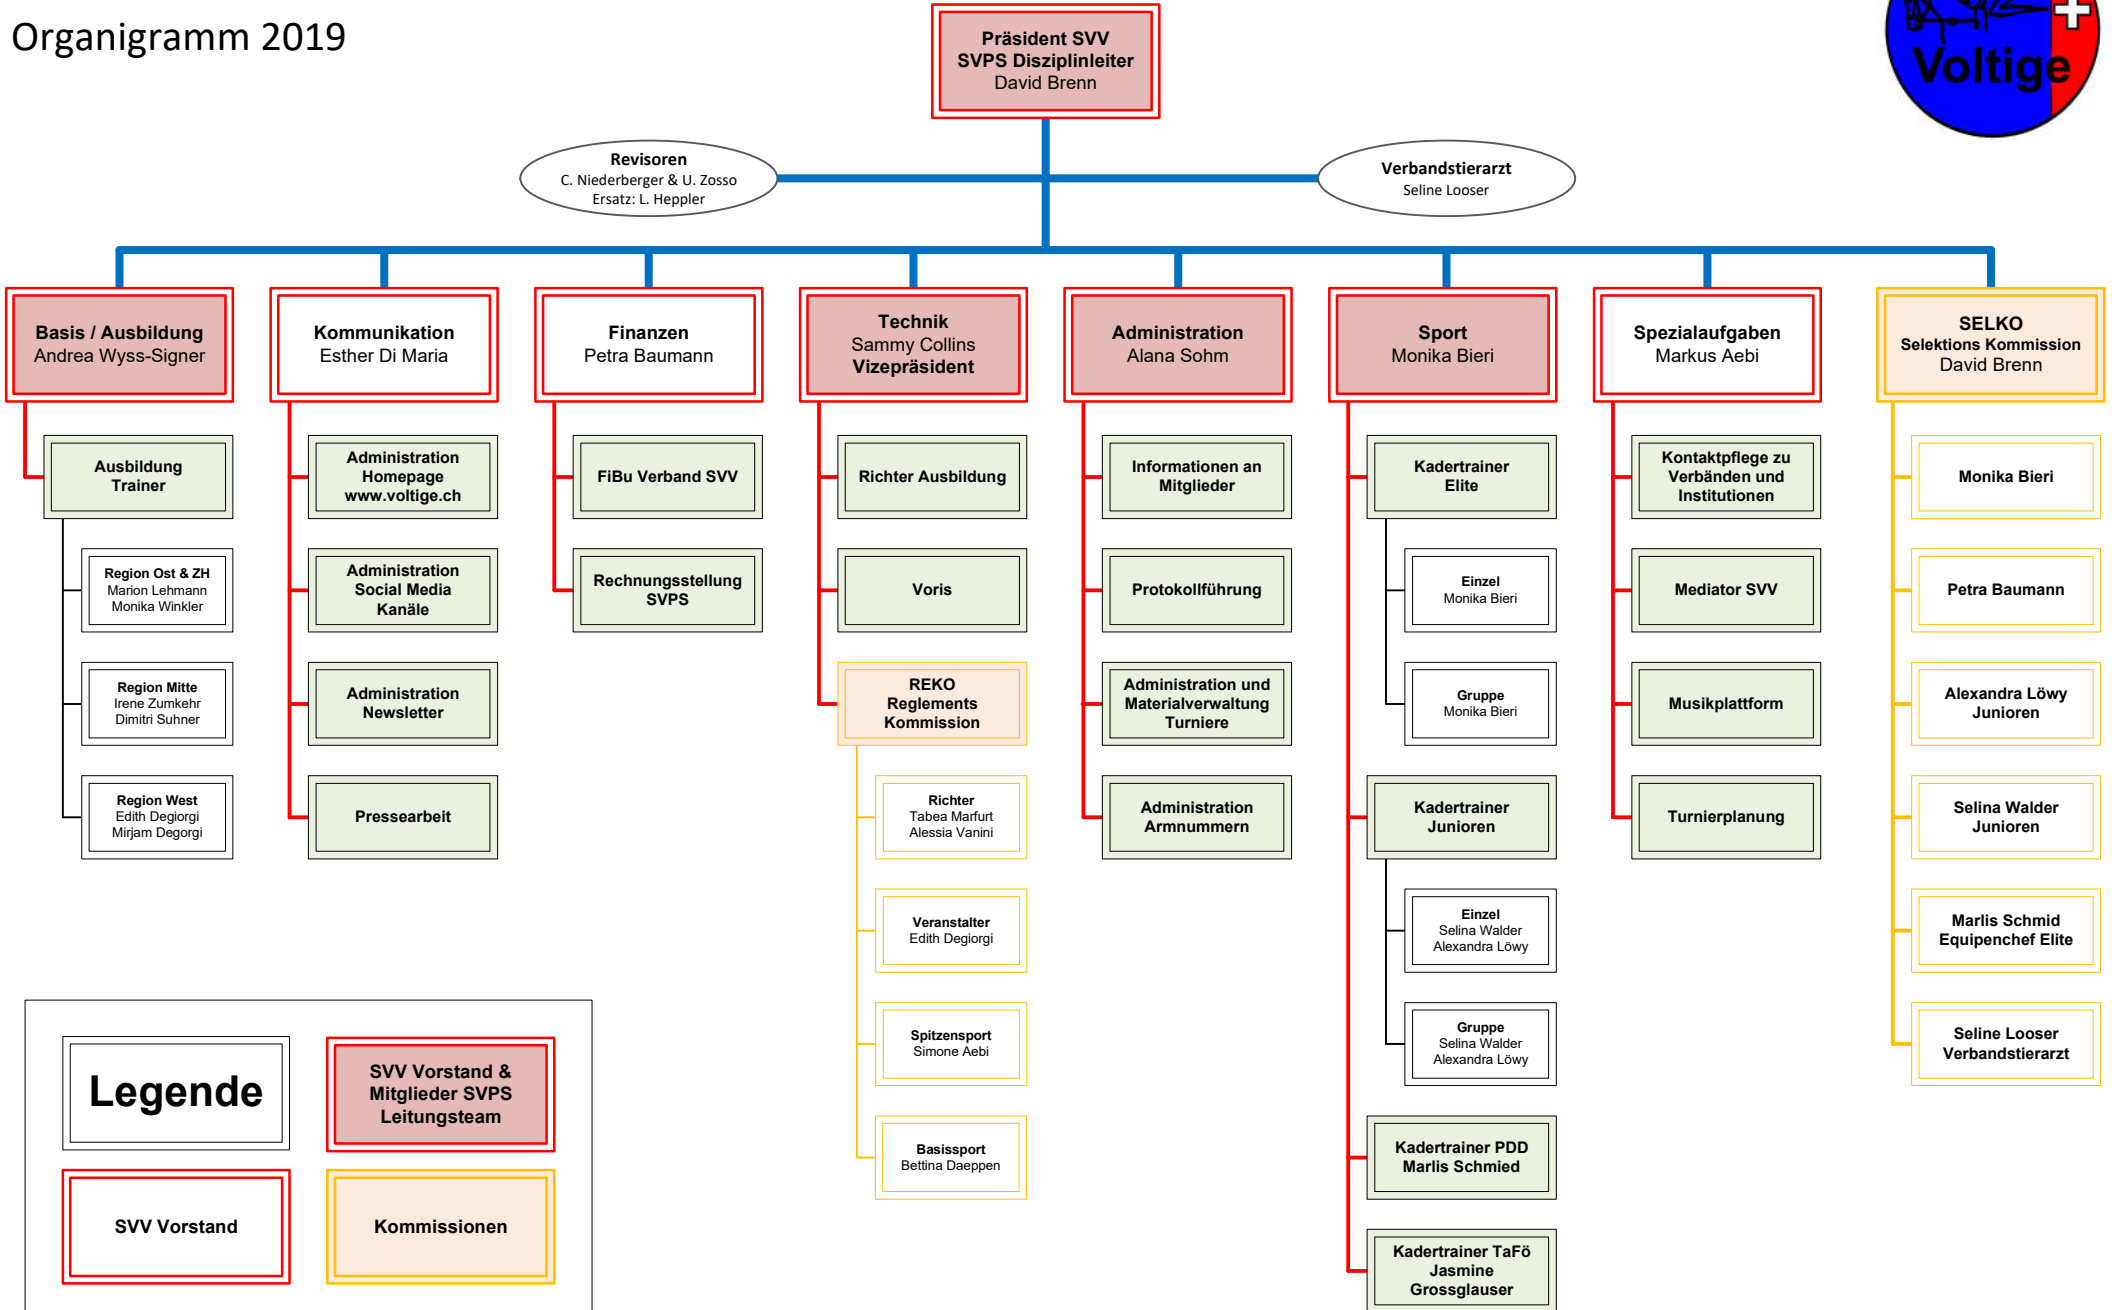 Organigramm 2019
Präsident SVV
SVPS Disziplinleiter
David Brenn
Voltige
Revisoren
C. Niederberger & U. Zosso
Ersatz: L. Heppler
Verbandstierarzt
Seline Looser
Basis / Ausbildung
Andrea Wyss-Signer
Kommunikation
Esther Di Maria
Finanzen
Petra Baumann
Technik
Sammy Collins
Vizepräsident
Administration
Alana Sohm
Sport
Monika Bieri
Spezialaufgaben
Markus Aebi
SELKO
Selektions Kommission
David Brenn
Ausbildung
Trainer
Region Ost & ZH
Marion Lehmann
Monika Winkler
Region Mitte
Irene Zumkehr
Dimitri Suhner
Region West
Edith Degiorgi
Mirjam Degorgi
Administration
Homepage
www.voltige.ch
Administration
Social Media
Kanäle
Administration
Newsletter
Pressearbeit
FiBu Verband SVV
Rechnungsstellung
SVPS
Richter Ausbildung
Voris
REKO
Reglements
Kommission
Richter
Tabea Marfurt
Alessia Vanini
Veranstalter
Edith Degiorgi
Spitzensport
Simone Aebi
Basissport
Bettina Daeppen
Informationen an
Mitglieder
Protokollführung
Administration und
Materialverwaltung
Turniere
Administration
Armnummern
Kadertrainer
Elite
Einzel
Monika Bieri
Gruppe
Monika Bieri
Kadertrainer
Junioren
Einzel
Selina Walder
Alexandra Löwy
Gruppe
Selina Walder
Alexandra Löwy
Kadertrainer PDD
Marlis Schmied
Kadertrainer TaFö
Jasmine
Grossglauser
Kontaktpflege zu
Verbänden und
Institutionen
Mediator SVV
Musikplattform
Turnierplanung
Monika Bieri
Petra Baumann
Alexandra Löwy
Junioren
Selina Walder
Junioren
Marlis Schmid
Equipenchef Elite
Seline Looser
Verbandstierarzt
Legende
SVV Vorstand &
Mitglieder SVPS
Leitungsteam
SVV Vorstand
Kommissionen